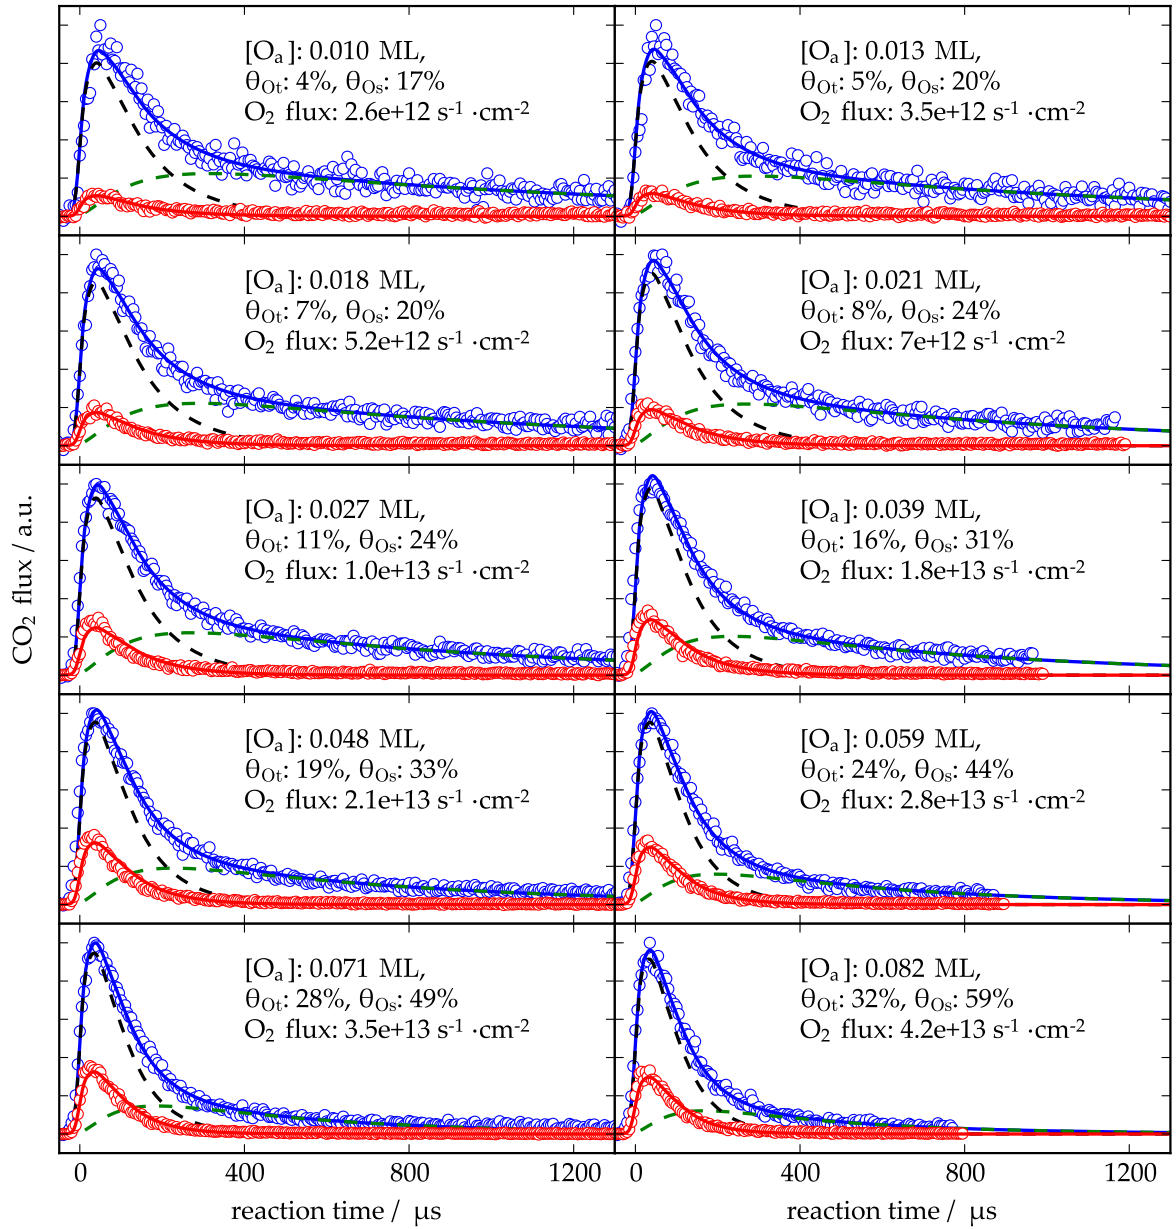 [Oa]: 0.010 ML,
θOt: 4%, θOs: 17%
O2 flux: 2.6e+12 s-1 ·cm-2
[Oa]: 0.013 ML,
θOt: 5%, θOs: 20%
O2 flux: 3.5e+12 s-1 ·cm-2
[Oa]: 0.018 ML,
θOt: 7%, θOs: 20%
O2 flux: 5.2e+12 s-1 ·cm-2
[Oa]: 0.021 ML,
θOt: 8%, θOs: 24%
O2 flux: 7e+12 s-1 ·cm-2
[Oa]: 0.027 ML,
θOt: 11%, θOs: 24%
O2 flux: 1.0e+13 s-1 ·cm-2
[Oa]: 0.039 ML,
θOt: 16%, θOs: 31%
O2 flux: 1.8e+13 s-1 ·cm-2
CO2 flux / a.u.
[Oa]: 0.048 ML,
θOt: 19%, θOs: 33%
O2 flux: 2.1e+13 s-1 ·cm-2
[Oa]: 0.059 ML,
θOt: 24%, θOs: 44%
O2 flux: 2.8e+13 s-1 ·cm-2
[Oa]: 0.071 ML,
θOt: 28%, θOs: 49%
O2 flux: 3.5e+13 s-1 ·cm-2
[Oa]: 0.082 ML,
θOt: 32%, θOs: 59%
O2 flux: 4.2e+13 s-1 ·cm-2
0 400 800 1200
0 400 800 1200
reaction time / μs
reaction time / μs